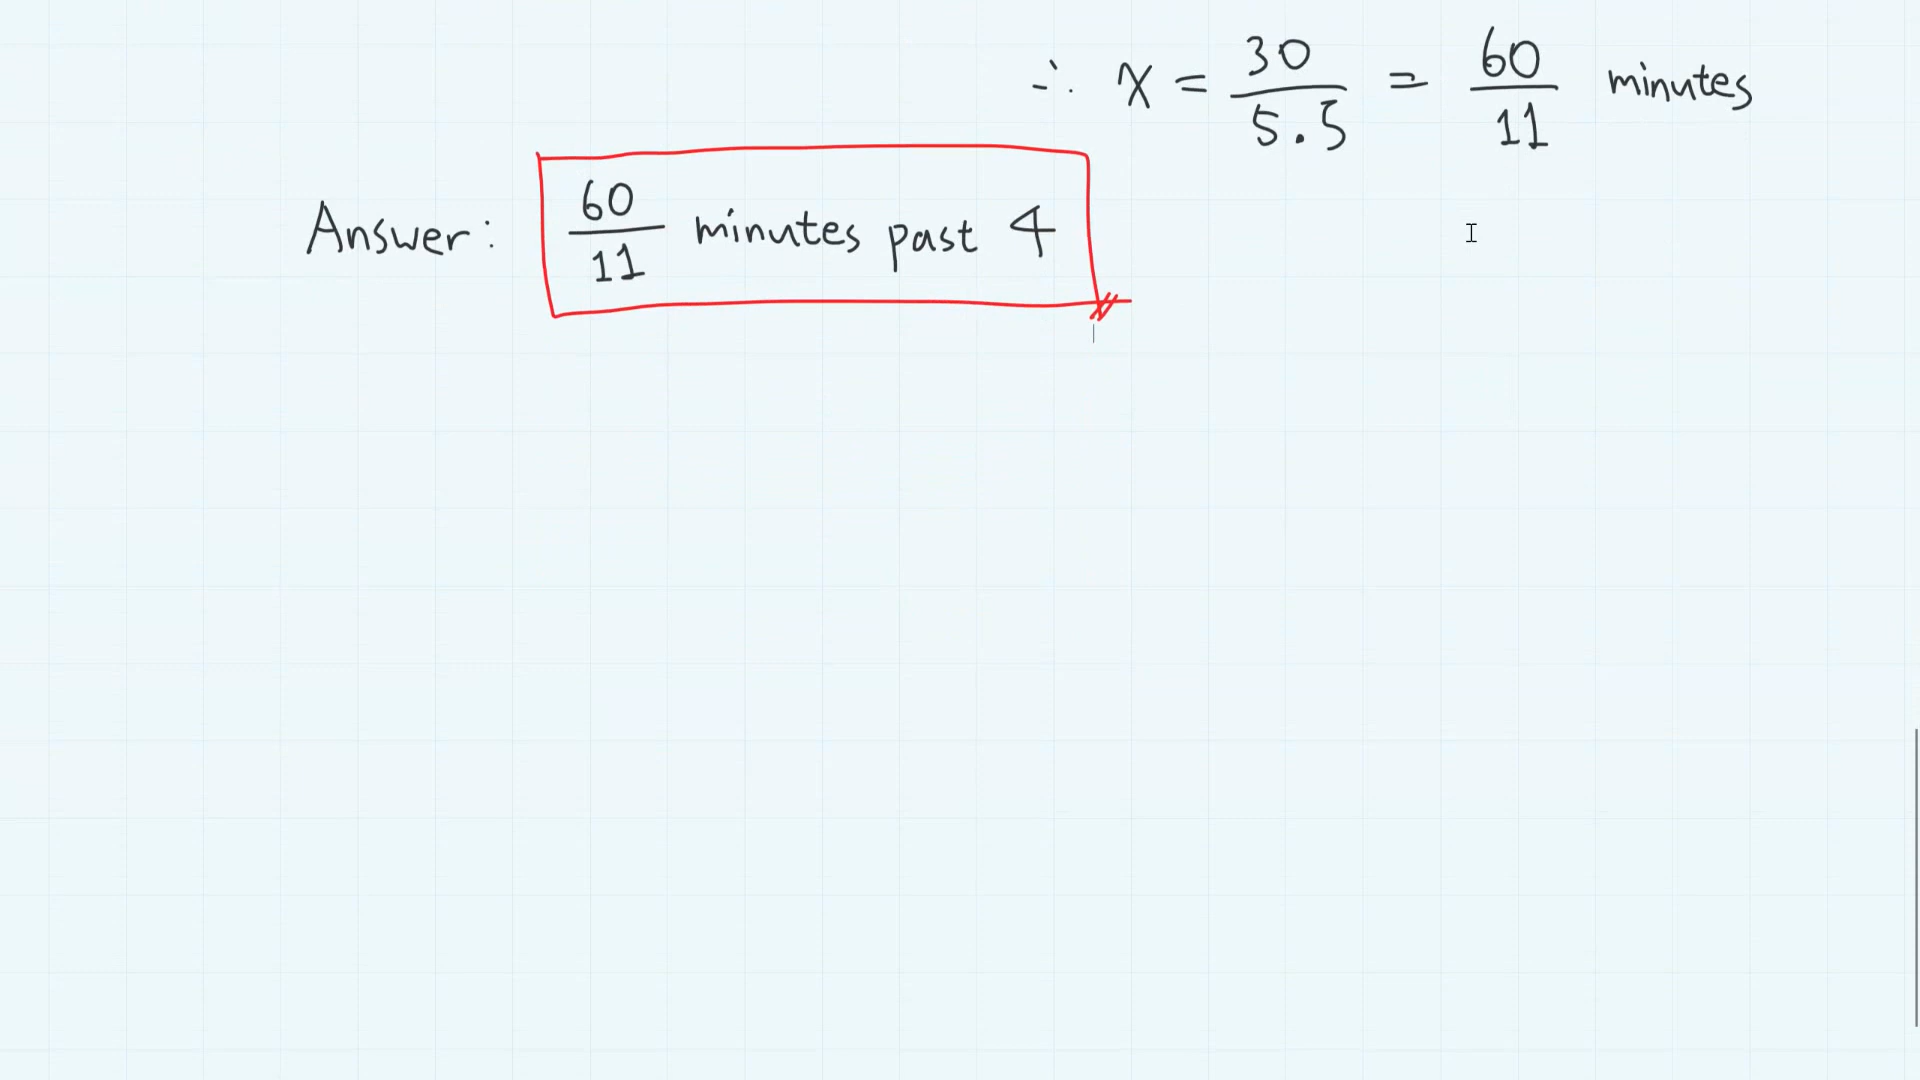 ∴ x = 30/5.5 = 60/11 minutes
Answer: 60/11 minutes past 4